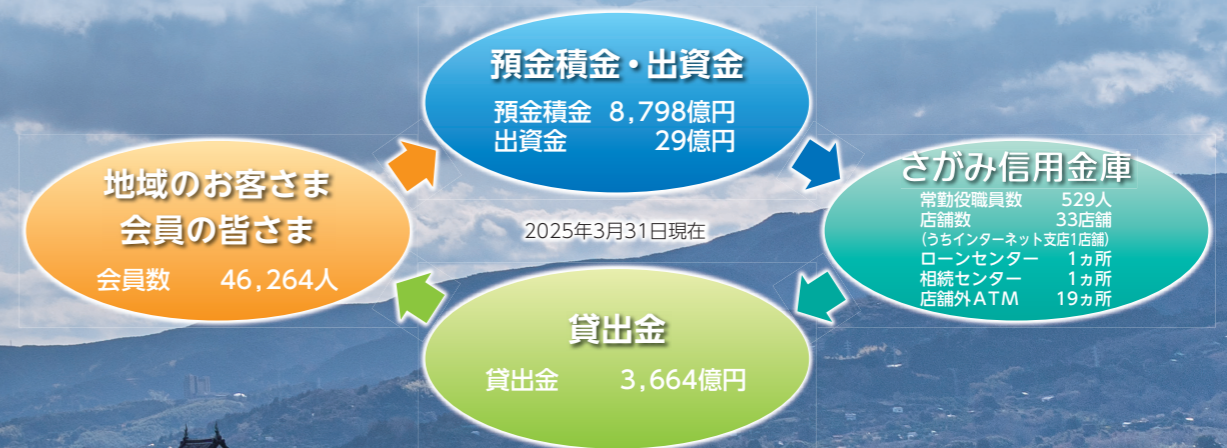 預金積金・出資金
預金積金 8,798億円
出資金 29億円
地域のお客さま
会員の皆さま
会員数 46,264人
2025年3月31日現在
さがみ信用金庫
常勤役職員数 529人
店舗数 33店舗
(うちインターネット支店1店舗)
ローンセンター 1ヵ所
相続センター 1ヵ所
店舗外ATM 19ヵ所
貸出金
貸出金 3,664億円